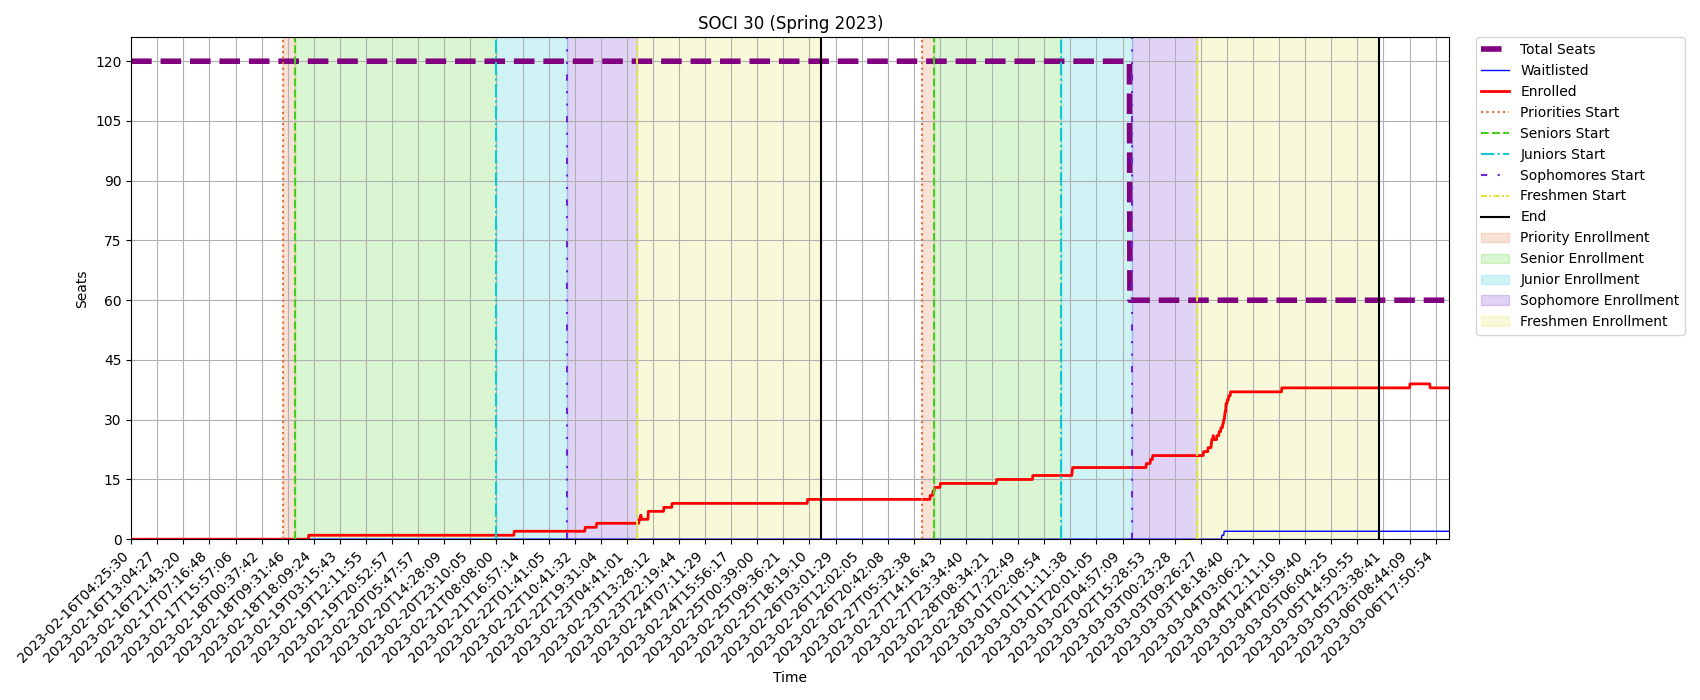 SOCI 30 (Spring 2023)
Seats
120
105
90
75
60
45
30
15
0
2023-02-16T04:25:30
2023-02-16T13:04:27
2023-02-16T21:43:20
2023-02-17T07:16:48
2023-02-17T15:57:06
2023-02-18T00:37:42
2023-02-18T09:31:46
2023-02-18T18:09:24
2023-02-19T03:15:43
2023-02-19T12:11:55
2023-02-19T20:52:57
2023-02-20T05:47:57
2023-02-20T14:28:09
2023-02-20T23:10:05
2023-02-21T08:08:00
2023-02-21T16:57:14
2023-02-22T01:41:05
2023-02-22T10:41:32
2023-02-22T19:31:04
2023-02-23T04:41:01
2023-02-23T13:28:12
2023-02-23T22:19:44
2023-02-24T07:11:29
2023-02-24T15:56:17
2023-02-25T00:39:00
2023-02-25T09:36:21
2023-02-25T18:19:10
2023-02-26T03:01:29
2023-02-26T12:02:05
2023-02-26T20:42:08
2023-02-27T05:32:38
2023-02-27T14:16:43
2023-02-27T23:34:40
2023-02-28T08:34:21
2023-02-28T17:22:49
2023-03-01T02:08:54
2023-03-01T11:11:38
2023-03-01T20:01:05
2023-03-02T04:57:09
2023-03-02T15:28:53
2023-03-03T00:23:28
2023-03-03T09:26:27
2023-03-03T18:18:40
2023-03-04T03:06:21
2023-03-04T12:11:10
2023-03-04T20:59:40
2023-03-05T06:04:25
2023-03-05T14:50:55
2023-03-05T23:38:41
2023-03-06T08:44:09
2023-03-06T17:50:54
Time
Total Seats
Waitlisted
Enrolled
Priorities Start
Seniors Start
Juniors Start
Sophomores Start
Freshmen Start
End
Priority Enrollment
Senior Enrollment
Junior Enrollment
Sophomore Enrollment
Freshmen Enrollment